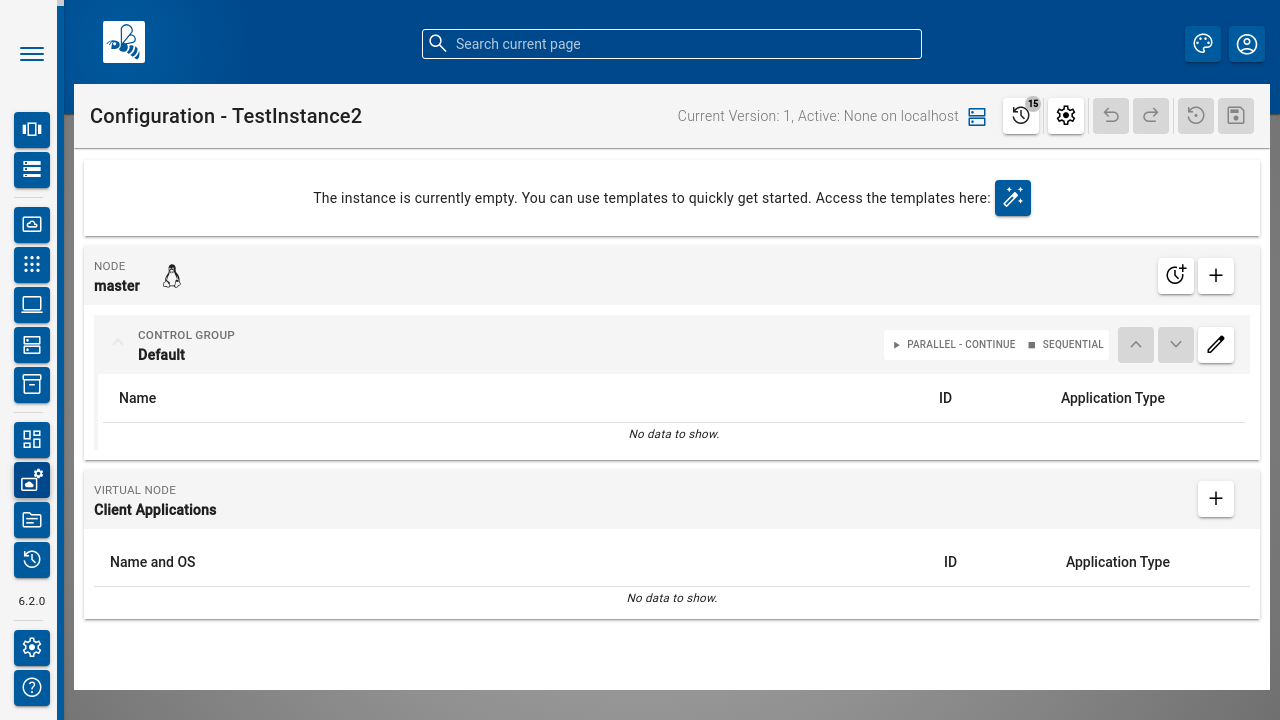 Search current page
Configuration - TestInstance2
Current Version: 1, Active: None on localhost
15
The instance is currently empty. You can use templates to quickly get started. Access the templates here:
NODE
master
CONTROL GROUP
Default
PARALLEL - CONTINUE
SEQUENTIAL
Name
ID
Application Type
No data to show.
VIRTUAL NODE
Client Applications
Name and OS
ID
Application Type
No data to show.
6.2.0